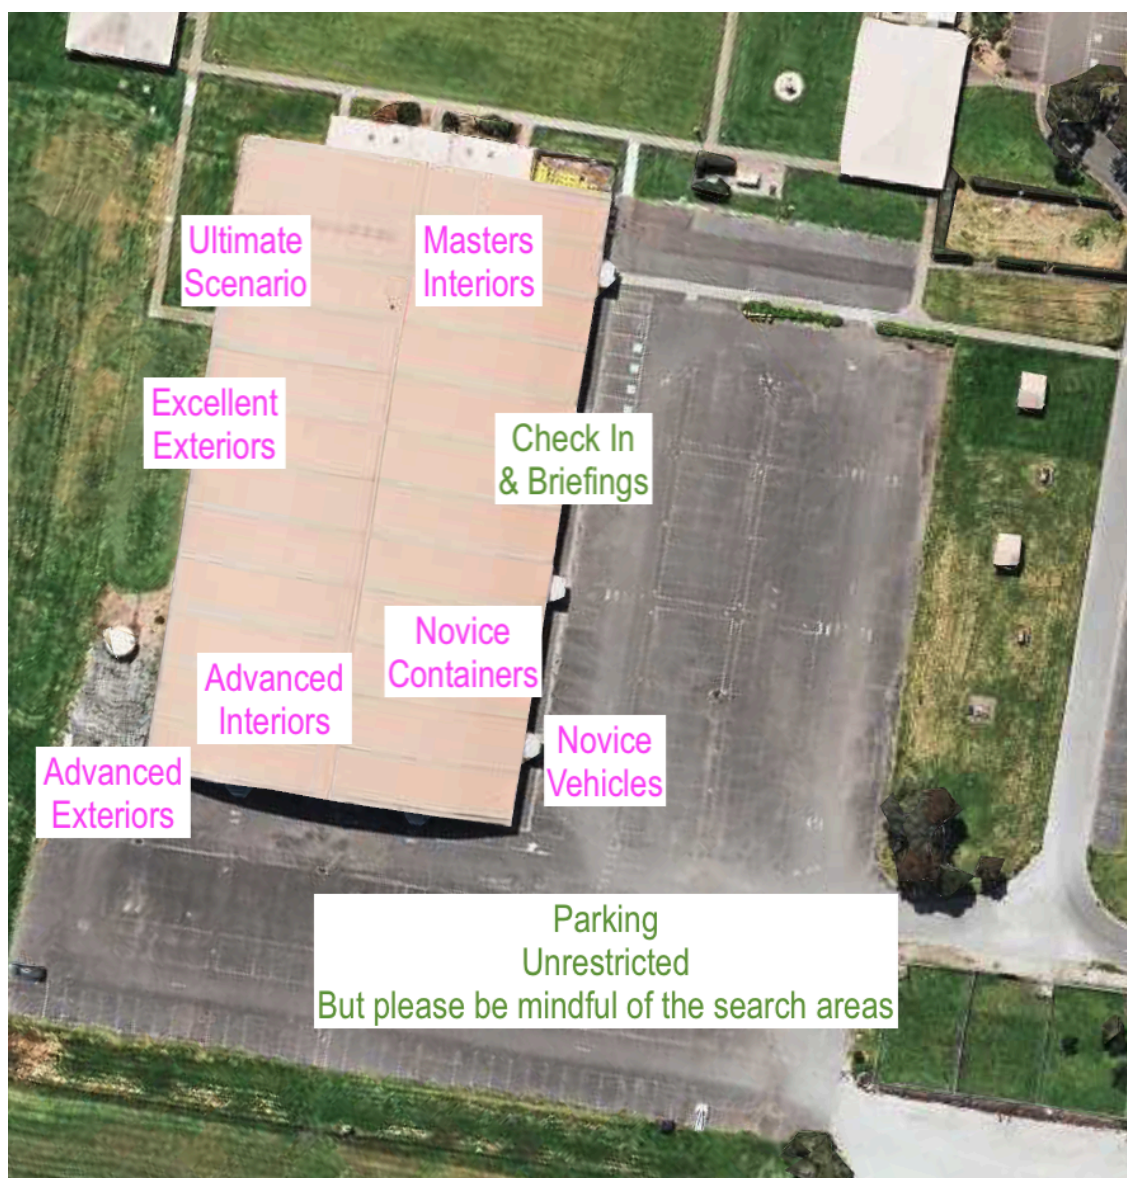 Ultimate
Scenario
Masters
Interiors
Excellent
Exteriors
Check In
& Briefings
Novice
Containers
Advanced
Interiors
Novice
Vehicles
Advanced
Exteriors
Parking
Unrestricted
But please be mindful of the search areas